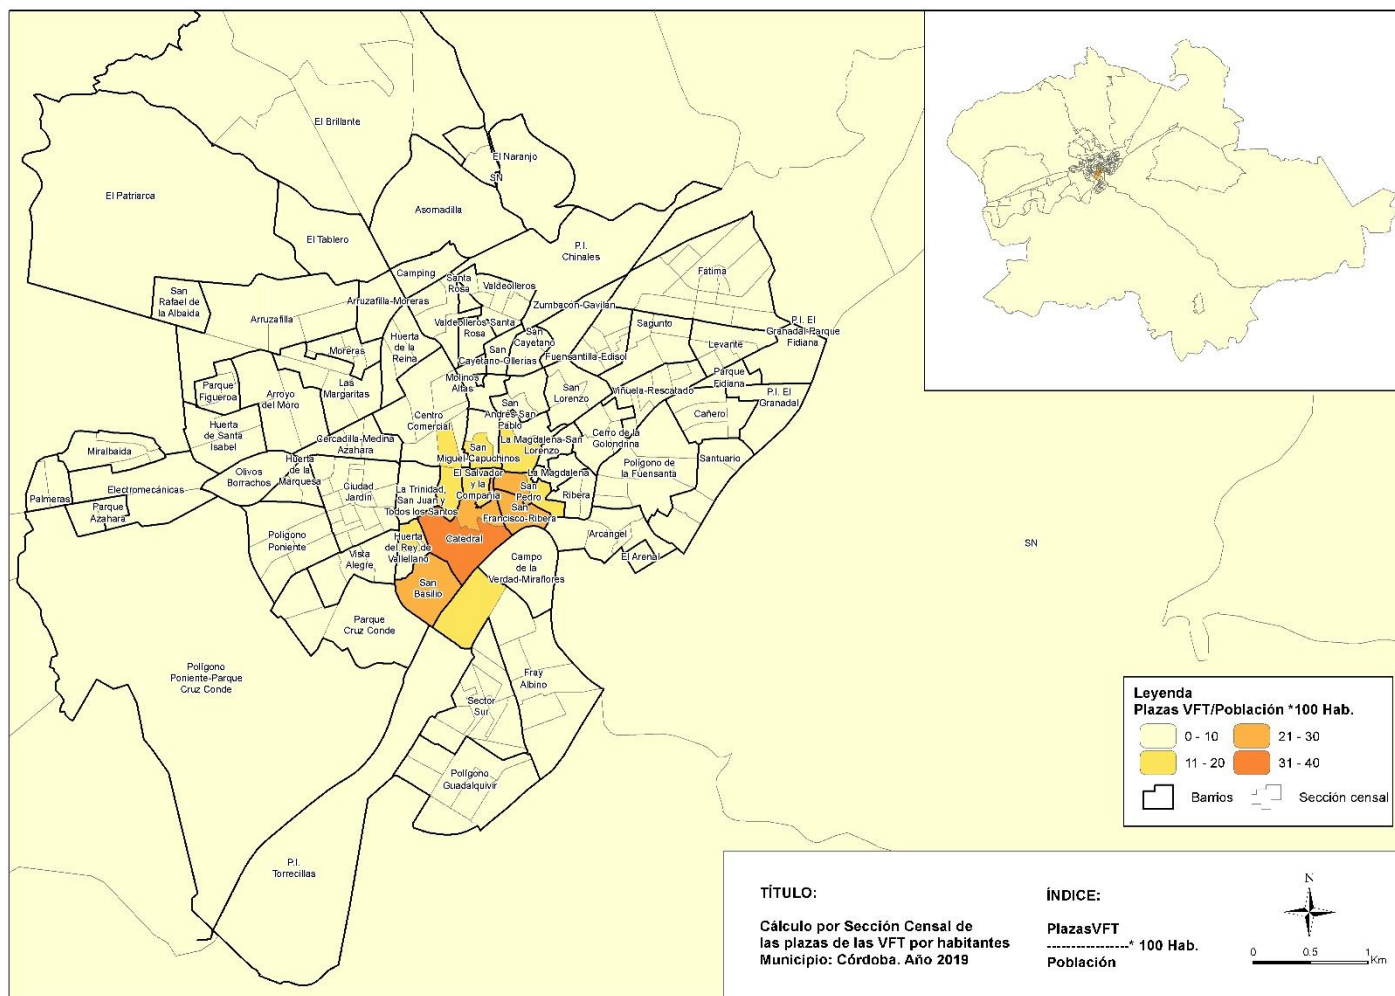 El Brillante
El Naranjo
SN
El Patriarca
Asomadilla
El Tablero
P.I.
Chinales
Camping
Fátima
Santa
Rosa
Valdeolleros
San
Rafael de
la Albaida
Arruzafilla-Moreras
Zumbacón-Gavilán
Arruzafilla
Valdeolleros-Santa
Rosa
Sagunto
P.I. El
Granadal-Parque
Fidiana
Huerta
de la
Reina
San
Cayetano
Levante
Moreras
San
Cayetano-Ollerías
Fuensantilla-Edisol
Parque
Fidiana
Molinos
Altas
Parque
Figueroa
Las
Margaritas
San
Lorenzo
Viñuela-Rescatado
P.I. El
Granadal
Arroyo
del Moro
San
Andrés-San
Pablo
Cañerol
Centro
Comercial
Huerta
de Santa
Isabel
Cercadilla-Medina
Azahara
La Magdalena-San
Lorenzo
Cerro de la
Golondrina
Miralbaida
San
Miguel-Capuchinos
Santuario
Olivos
Borrachos
Huerta
de la
Marquesa
Polígono de
la Fuensanta
El Salvador
y la
Compañía
La Magdalena
Palmeras
Electromecánicas
Ciudad
Jardín
La Trinidad,
San Juan y
Todos los Santos
San
Pedro
Ribera
Parque
Azahara
San
Francisco-Ribera
Polígono
Poniente
Huerta
del Rey de
Vallellano
Catedral
Arcángel
SN
Vista
Alegre
Campo
de la
Verdad-Miraflores
El Arenal
San
Basilio
Parque
Cruz Conde
Polígono
Poniente-Parque
Cruz Conde
Fray
Albino
Sector
Sur
Polígono
Guadalquivir
P.I.
Torrecillas
Leyenda
Plazas VFT/Población *100 Hab.
0 - 10 21 - 30
11 - 20 31 - 40
Barrios Sección censal
TÍTULO:
Cálculo por Sección Censal de
las plazas de las VFT por habitantes
Municipio: Córdoba. Año 2019
ÍNDICE:
PlazasVFT
-----------------* 100 Hab.
Población
N
0 0,5 1
Km